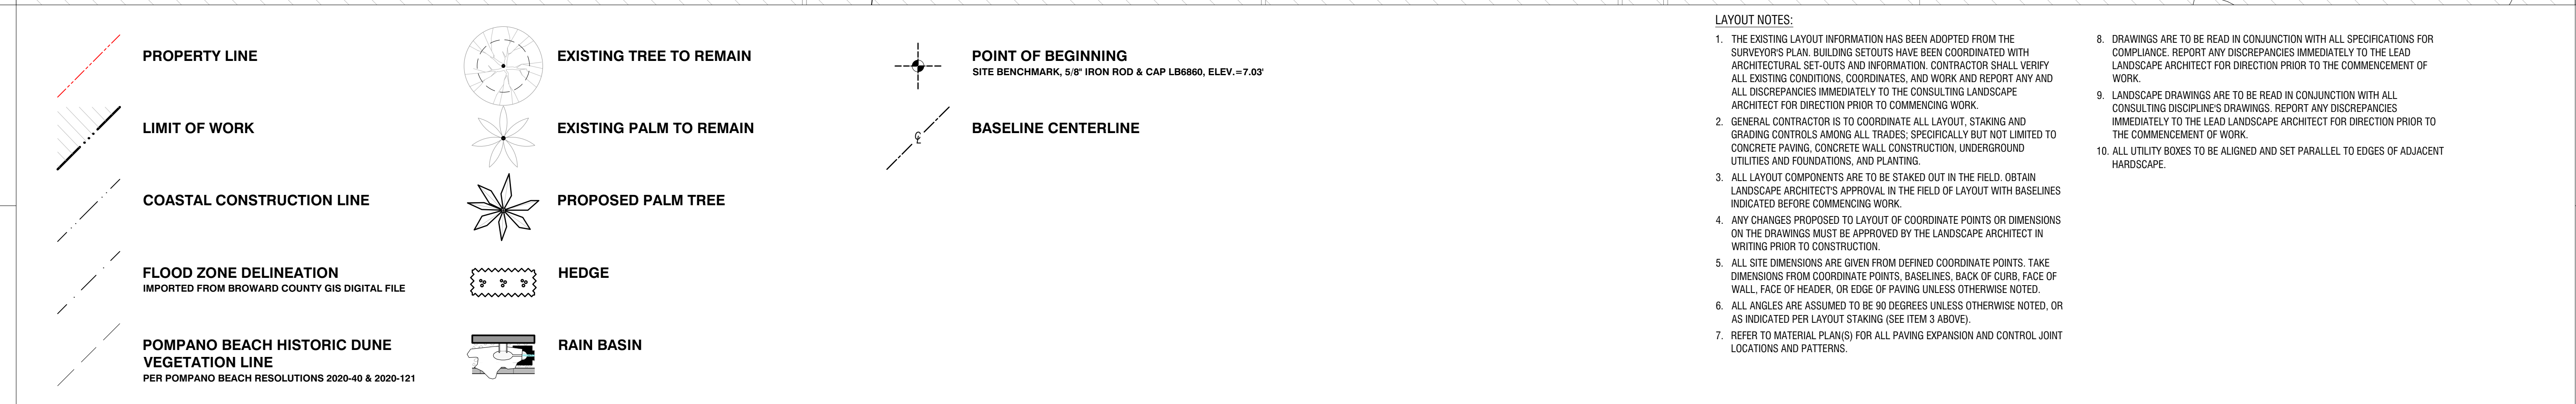 PROPERTY LINE
LIMIT OF WORK
COASTAL CONSTRUCTION LINE
FLOOD ZONE DELINEATION
IMPORTED FROM BROWARD COUNTY GIS DIGITAL FILE
POMPANO BEACH HISTORIC DUNE
VEGETATION LINE
PER POMPANO BEACH RESOLUTIONS 2020-40 & 2020-121
EXISTING TREE TO REMAIN
EXISTING PALM TO REMAIN
PROPOSED PALM TREE
HEDGE
RAIN BASIN
POINT OF BEGINNING
SITE BENCHMARK, 5/8" IRON ROD & CAP LB6860, ELEV.=7.03'
℄
BASELINE CENTERLINE
LAYOUT NOTES:
1. THE EXISTING LAYOUT INFORMATION HAS BEEN ADOPTED FROM THE
SURVEYOR'S PLAN. BUILDING SETOUTS HAVE BEEN COORDINATED WITH
ARCHITECTURAL SET-OUTS AND INFORMATION. CONTRACTOR SHALL VERIFY
ALL EXISTING CONDITIONS, COORDINATES, AND WORK AND REPORT ANY AND
ALL DISCREPANCIES IMMEDIATELY TO THE CONSULTING LANDSCAPE
ARCHITECT FOR DIRECTION PRIOR TO COMMENCING WORK.
2. GENERAL CONTRACTOR IS TO COORDINATE ALL LAYOUT, STAKING AND
GRADING CONTROLS AMONG ALL TRADES; SPECIFICALLY BUT NOT LIMITED TO
CONCRETE PAVING, CONCRETE WALL CONSTRUCTION, UNDERGROUND
UTILITIES AND FOUNDATIONS, AND PLANTING.
3. ALL LAYOUT COMPONENTS ARE TO BE STAKED OUT IN THE FIELD. OBTAIN
LANDSCAPE ARCHITECT'S APPROVAL IN THE FIELD OF LAYOUT WITH BASELINES
INDICATED BEFORE COMMENCING WORK.
4. ANY CHANGES PROPOSED TO LAYOUT OF COORDINATE POINTS OR DIMENSIONS
ON THE DRAWINGS MUST BE APPROVED BY THE LANDSCAPE ARCHITECT IN
WRITING PRIOR TO CONSTRUCTION.
5. ALL SITE DIMENSIONS ARE GIVEN FROM DEFINED COORDINATE POINTS. TAKE
DIMENSIONS FROM COORDINATE POINTS, BASELINES, BACK OF CURB, FACE OF
WALL, FACE OF HEADER, OR EDGE OF PAVING UNLESS OTHERWISE NOTED.
6. ALL ANGLES ARE ASSUMED TO BE 90 DEGREES UNLESS OTHERWISE NOTED, OR
AS INDICATED PER LAYOUT STAKING (SEE ITEM 3 ABOVE).
7. REFER TO MATERIAL PLAN(S) FOR ALL PAVING EXPANSION AND CONTROL JOINT
LOCATIONS AND PATTERNS.
8. DRAWINGS ARE TO BE READ IN CONJUNCTION WITH ALL SPECIFICATIONS FOR
COMPLIANCE. REPORT ANY DISCREPANCIES IMMEDIATELY TO THE LEAD
LANDSCAPE ARCHITECT FOR DIRECTION PRIOR TO THE COMMENCEMENT OF
WORK.
9. LANDSCAPE DRAWINGS ARE TO BE READ IN CONJUNCTION WITH ALL
CONSULTING DISCIPLINE'S DRAWINGS. REPORT ANY DISCREPANCIES
IMMEDIATELY TO THE LEAD LANDSCAPE ARCHITECT FOR DIRECTION PRIOR TO
THE COMMENCEMENT OF WORK.
10. ALL UTILITY BOXES TO BE ALIGNED AND SET PARALLEL TO EDGES OF ADJACENT
HARDSCAPE.